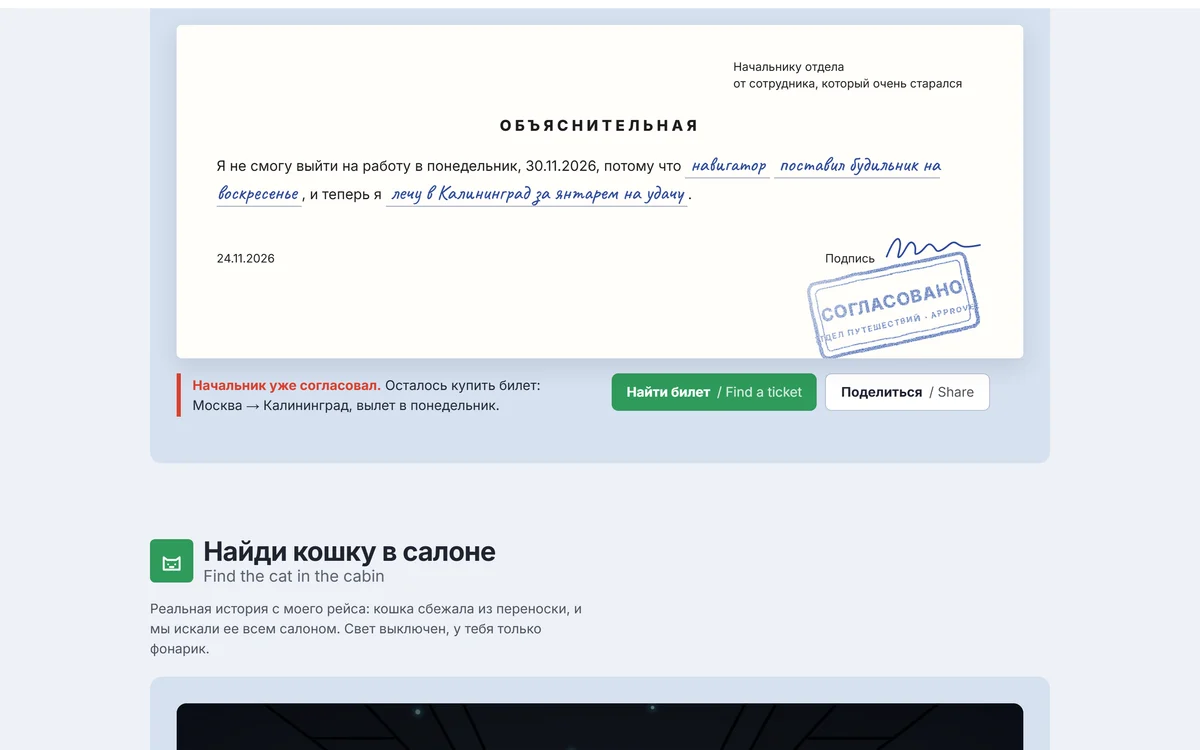 Начальнику отдела
от сотрудника, который очень старался
ОБЪЯСНИТЕЛЬНАЯ
Я не смогу выйти на работу в понедельник, 30.11.2026, потому что навигатор поставил будильник на
воскресенье, и теперь я лечу в Калининград за янтарем на удачу.
24.11.2026
Подпись
СОГЛАСОВАНО
ПУТЕШЕСТВИЙ ·
Начальник уже согласовал. Осталось купить билет:
Москва → Калининград, вылет в понедельник.
Найти билет / Find a ticket
Поделиться / Share
Найди кошку в салоне
Find the cat in the cabin
Реальная история с моего рейса: кошка сбежала из переноски, и
мы искали ее всем салоном. Свет выключен, у тебя только
фонарик.